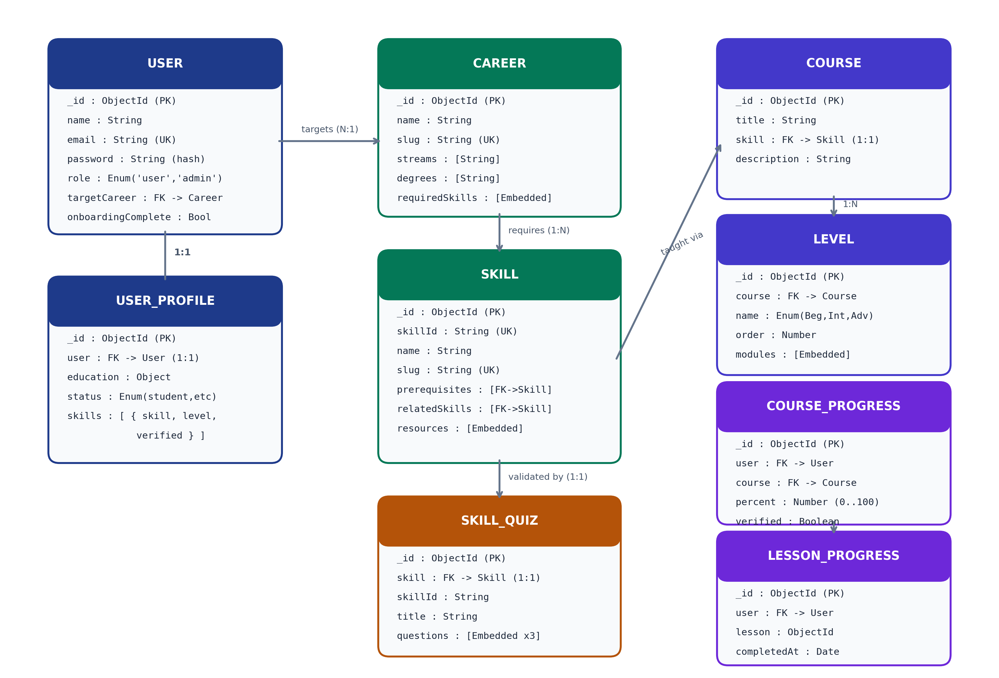 USER
_id : ObjectId (PK)
name : String
email : String (UK)
password : String (hash)
role : Enum('user','admin')
targetCareer : FK -> Career
onboardingComplete : Bool
1:1
USER_PROFILE
_id : ObjectId (PK)
user : FK -> User (1:1)
education : Object
status : Enum(student,etc)
skills : [ { skill, level,
verified } ]
targets (N:1)
CAREER
_id : ObjectId (PK)
name : String
slug : String (UK)
streams : [String]
degrees : [String]
requiredSkills : [Embedded]
requires (1:N)
SKILL
_id : ObjectId (PK)
skillId : String (UK)
name : String
slug : String (UK)
prerequisites : [FK->Skill]
relatedSkills : [FK->Skill]
resources : [Embedded]
validated by (1:1)
SKILL_QUIZ
_id : ObjectId (PK)
skill : FK -> Skill (1:1)
skillId : String
title : String
questions : [Embedded x3]
taught via
COURSE
_id : ObjectId (PK)
title : String
skill : FK -> Skill (1:1)
description : String
1:N
LEVEL
_id : ObjectId (PK)
course : FK -> Course
name : Enum(Beg,Int,Adv)
order : Number
modules : [Embedded]
COURSE_PROGRESS
_id : ObjectId (PK)
user : FK -> User
course : FK -> Course
percent : Number (0..100)
verified : Boolean
LESSON_PROGRESS
_id : ObjectId (PK)
user : FK -> User
lesson : ObjectId
completedAt : Date